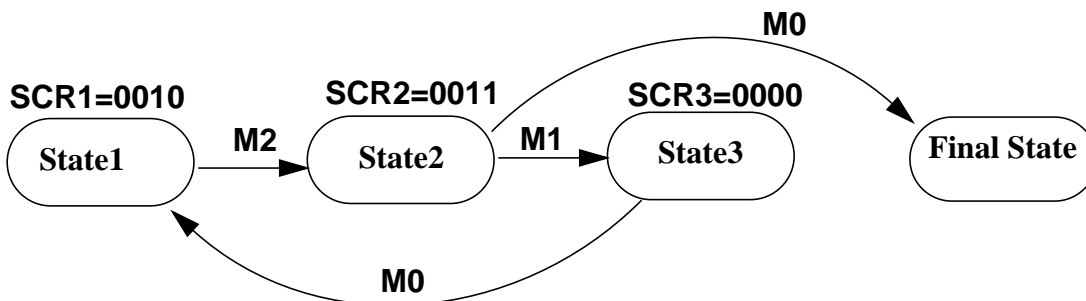 M0
SCR1=0010
SCR2=0011
SCR3=0000
State1
M2
State2
M1
State3
Final State
M0